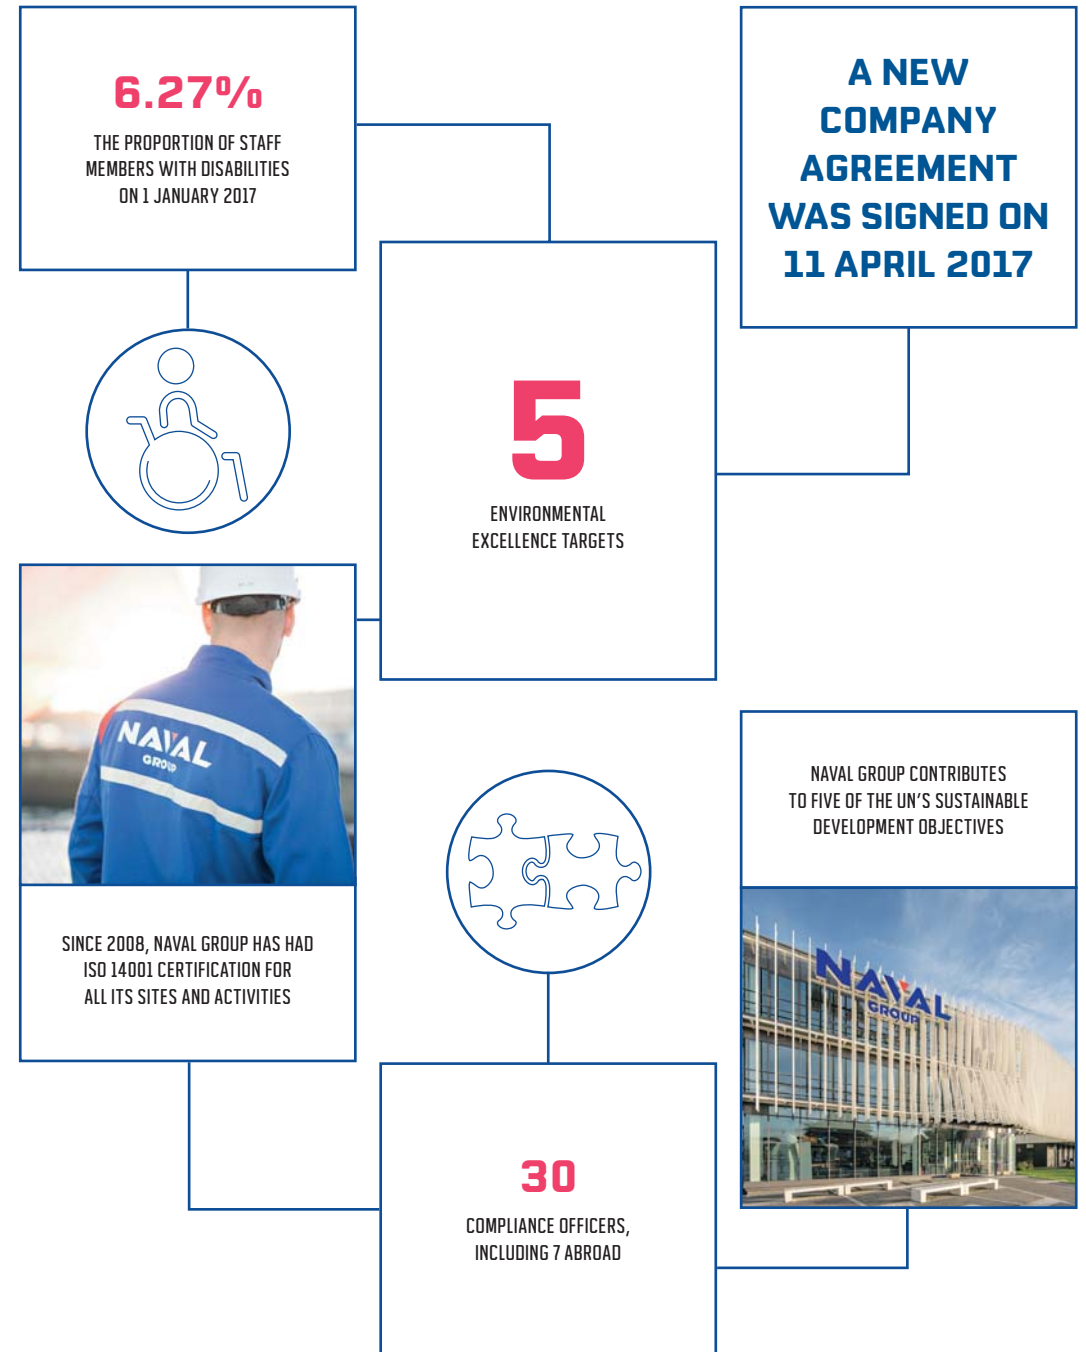 6.27%
THE PROPORTION OF STAFF
MEMBERS WITH DISABILITIES
ON 1 JANUARY 2017
A NEW
COMPANY
AGREEMENT
WAS SIGNED ON
11 APRIL 2017
5
ENVIRONMENTAL
EXCELLENCE TARGETS
NAVAL
GROUP
SINCE 2008, NAVAL GROUP HAS HAD
ISO 14001 CERTIFICATION FOR
ALL ITS SITES AND ACTIVITIES
NAVAL GROUP CONTRIBUTES
TO FIVE OF THE UN'S SUSTAINABLE
DEVELOPMENT OBJECTIVES
NAVAL
GROUP
30
COMPLIANCE OFFICERS,
INCLUDING 7 ABROAD